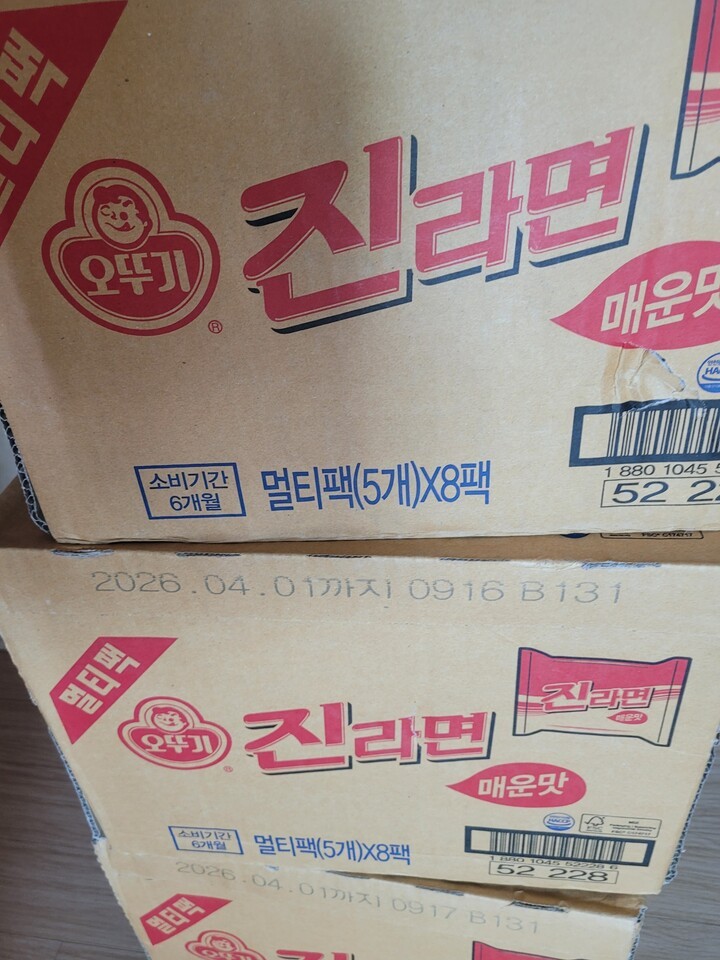 멀티팩
오뚜기
®
진라면
매운맛
소비기간
6개월
멀티팩(5개)X8팩
1 880 1045 5
52 22
2026.04.01까지 0916 B131
멀티팩
오뚜기
®
진라면
진라면
매운맛
매운맛
소비기간
6개월
멀티팩(5개)X8팩
HACCP
FSC
1 880 1045 52228 6
52 228
2026.04.01까지 0917 B131
멀티팩
오뚜기
진라면